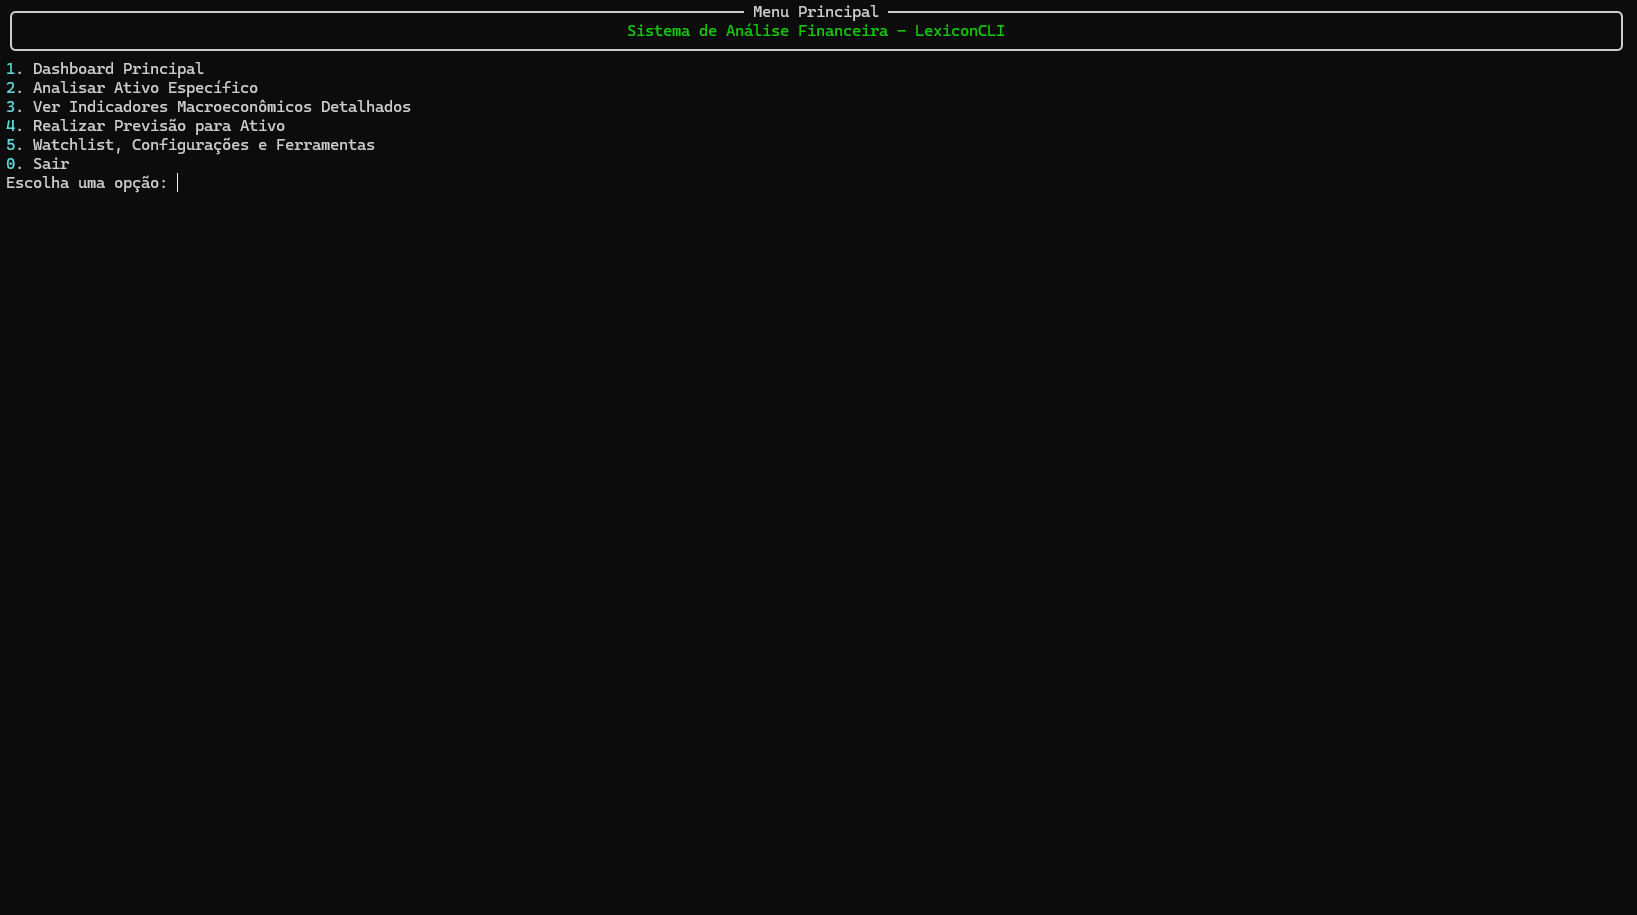 Menu Principal
Sistema de Análise Financeira - LexiconCLI
1. Dashboard Principal
2. Analisar Ativo Específico
3. Ver Indicadores Macroeconômicos Detalhados
4. Realizar Previsão para Ativo
5. Watchlist, Configurações e Ferramentas
0. Sair
Escolha uma opção: